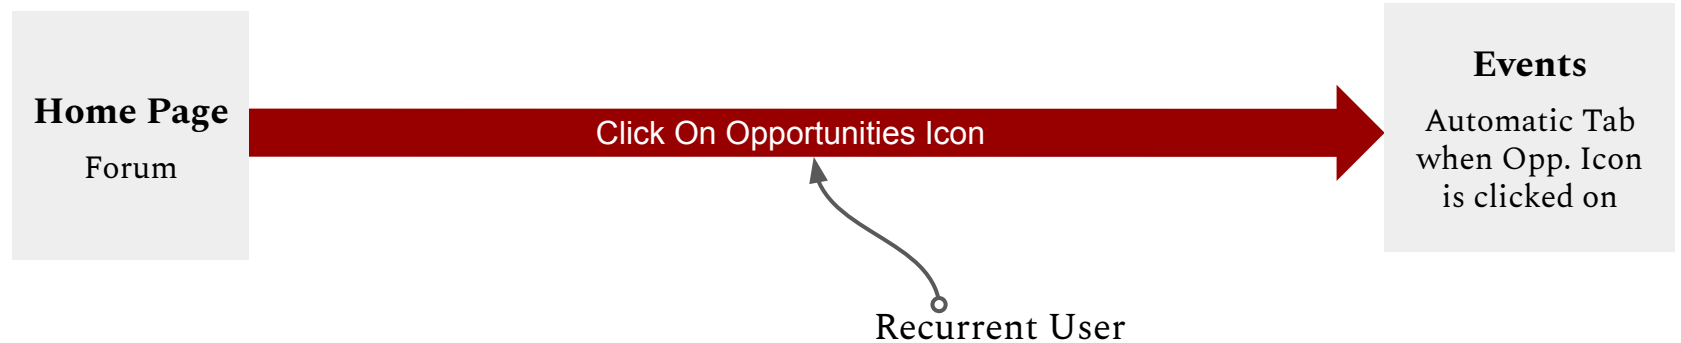 Home Page
Forum
Click On Opportunities Icon
Events
Automatic Tab
when Opp. Icon
is clicked on
Recurrent User